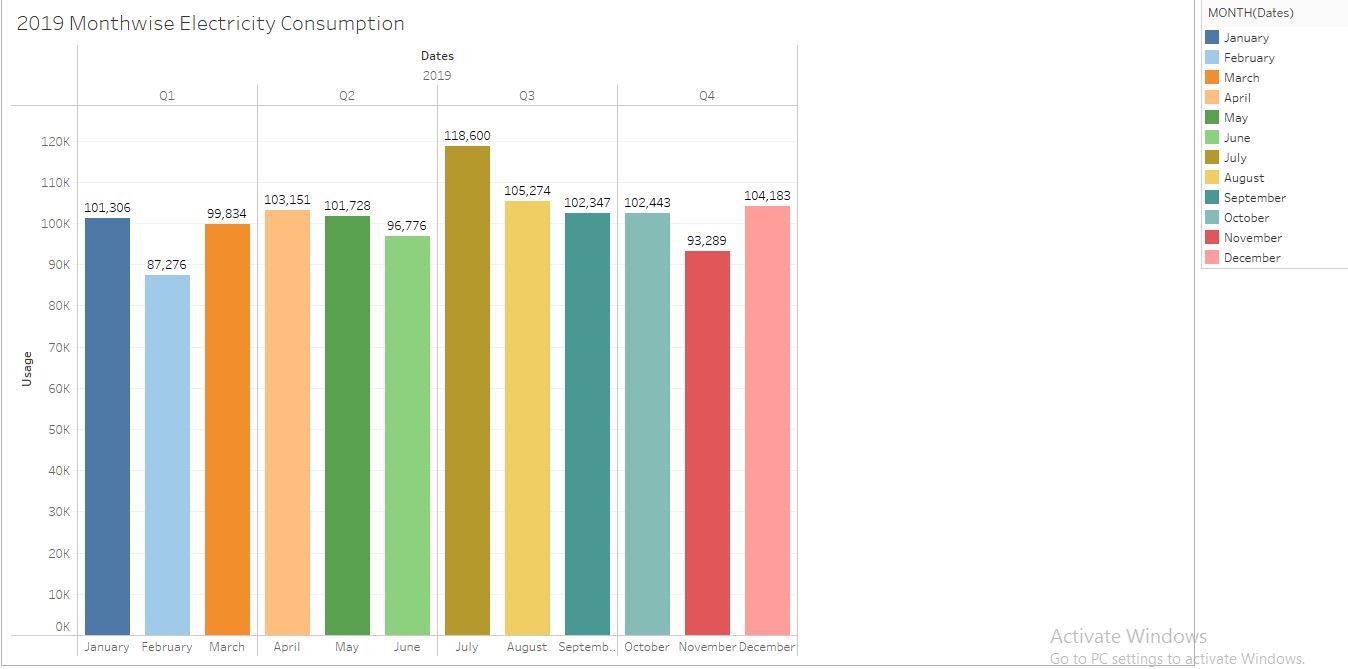 2019 Monthwise Electricity Consumption
Dates
2019
Q1 Q2 Q3 Q4
Usage
120K
110K
100K
90K
80K
70K
60K
50K
40K
30K
20K
10K
0K
101,306
87,276
99,834
103,151
101,728
96,776
118,600
105,274
102,347
102,443
93,289
104,183
January February March April May June July August Septemb.. October November December
MONTH(Dates)
January
February
March
April
May
June
July
August
September
October
November
December
Activate Windows
Go to PC settings to activate Windows.